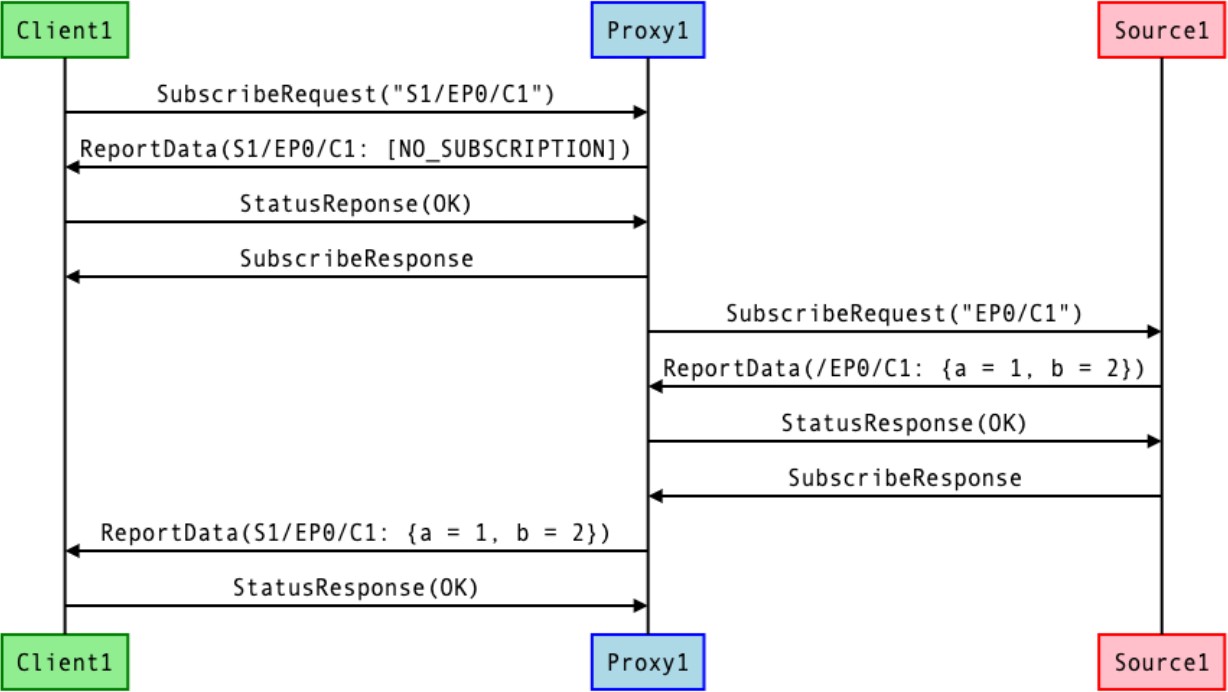 Client1 Proxy1 Source1
SubscribeRequest("S1/EP0/C1")
ReportData(S1/EP0/C1: [NO_SUBSCRIPTION])
StatusReponse(OK)
SubscribeResponse
SubscribeRequest("EP0/C1")
ReportData(/EP0/C1: {a = 1, b = 2})
StatusResponse(OK)
SubscribeResponse
ReportData(S1/EP0/C1: {a = 1, b = 2})
StatusResponse(OK)
Client1 Proxy1 Source1